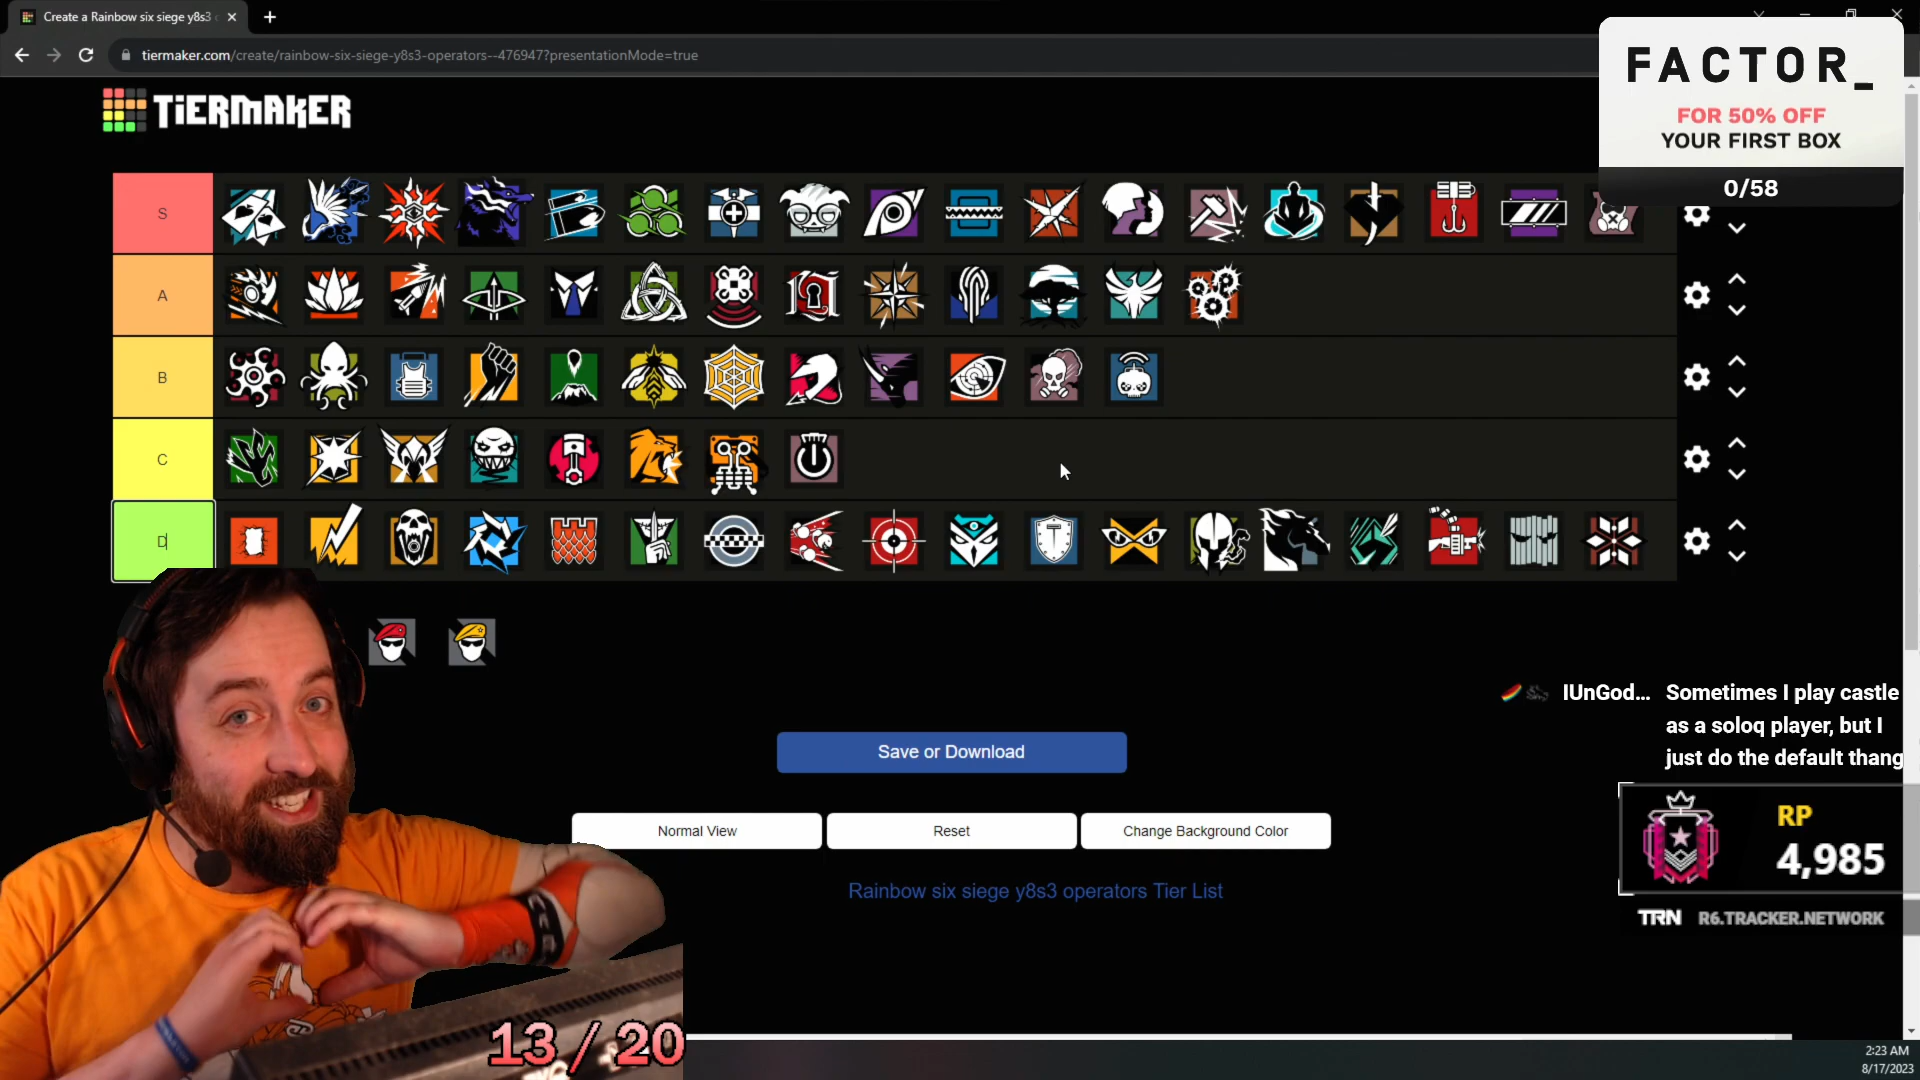 Create a Rainbow six siege y8s3
tiermaker.com/create/rainbow-six-siege-y8s3-operators--476947?presentationMode=true
TiERMAKER
FACTOR_
FOR 50% OFF
YOUR FIRST BOX
0/58
S
A
B
C
D
Save or Download
Normal View
Reset
Change Background Color
Rainbow six siege y8s3 operators Tier List
IUnGod... Sometimes I play castle
as a soloq player, but I
just do the default thang
RP
4,985
TRN R6.TRACKER.NETWORK
13 / 20
2:23 AM
8/17/2023